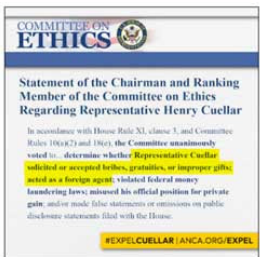 COMMITTEE ON
ETHICS
Statement of the Chairman and Ranking
Member of the Committee on Ethics
Regarding Representative Henry Cuellar
In accordance with House Rule XI, clause 3, and Committee
Rules 10(a)(2) and 18(e), the Committee unanimously
voted to... determine whether Representative Cuellar
solicited or accepted bribes, gratuities, or improper gifts;
acted as a foreign agent; violated federal money
laundering laws; misused his official position for private
gain; and/or made false statements or omissions on public
disclosure statements filed with the House.
#EXPELCUELLAR | ANCA.ORG/EXPEL